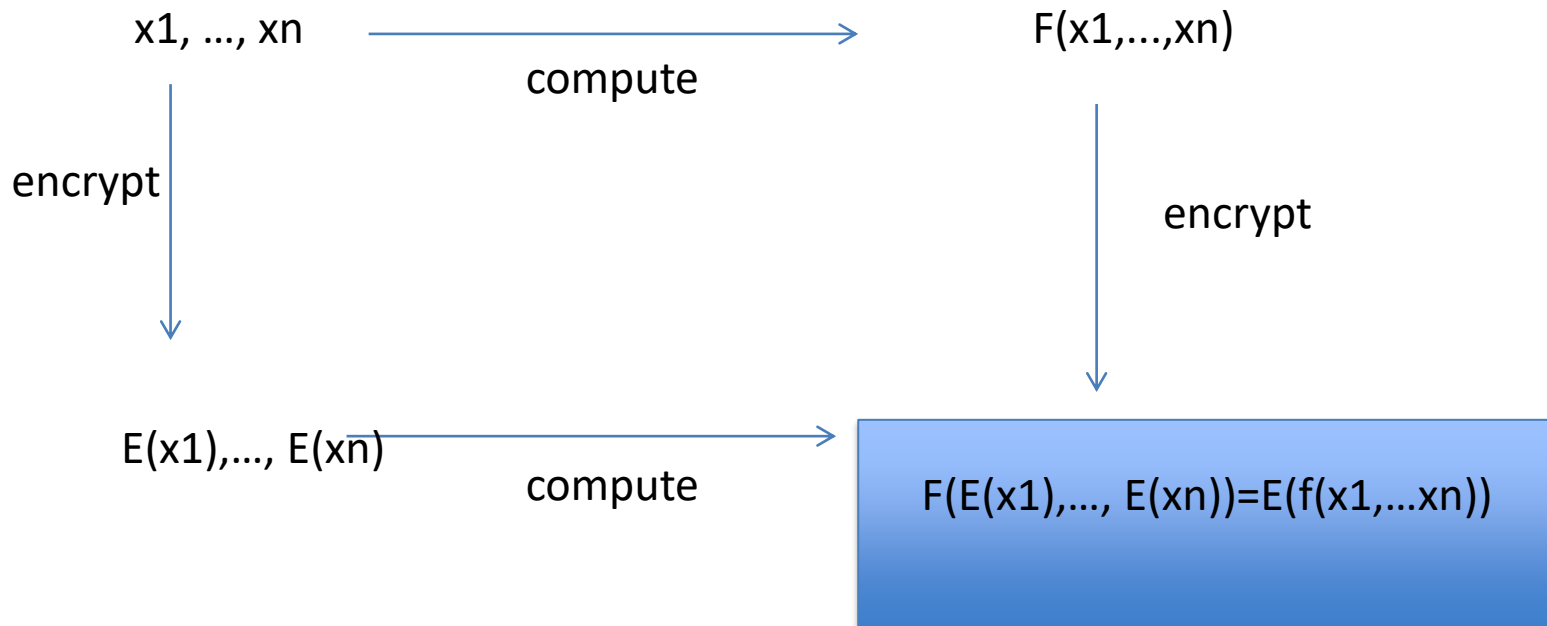 x1, …, xn
F(x1,...,xn)
compute
encrypt
encrypt
E(x1),…, E(xn)
compute
F(E(x1),…, E(xn))=E(f(x1,…xn))